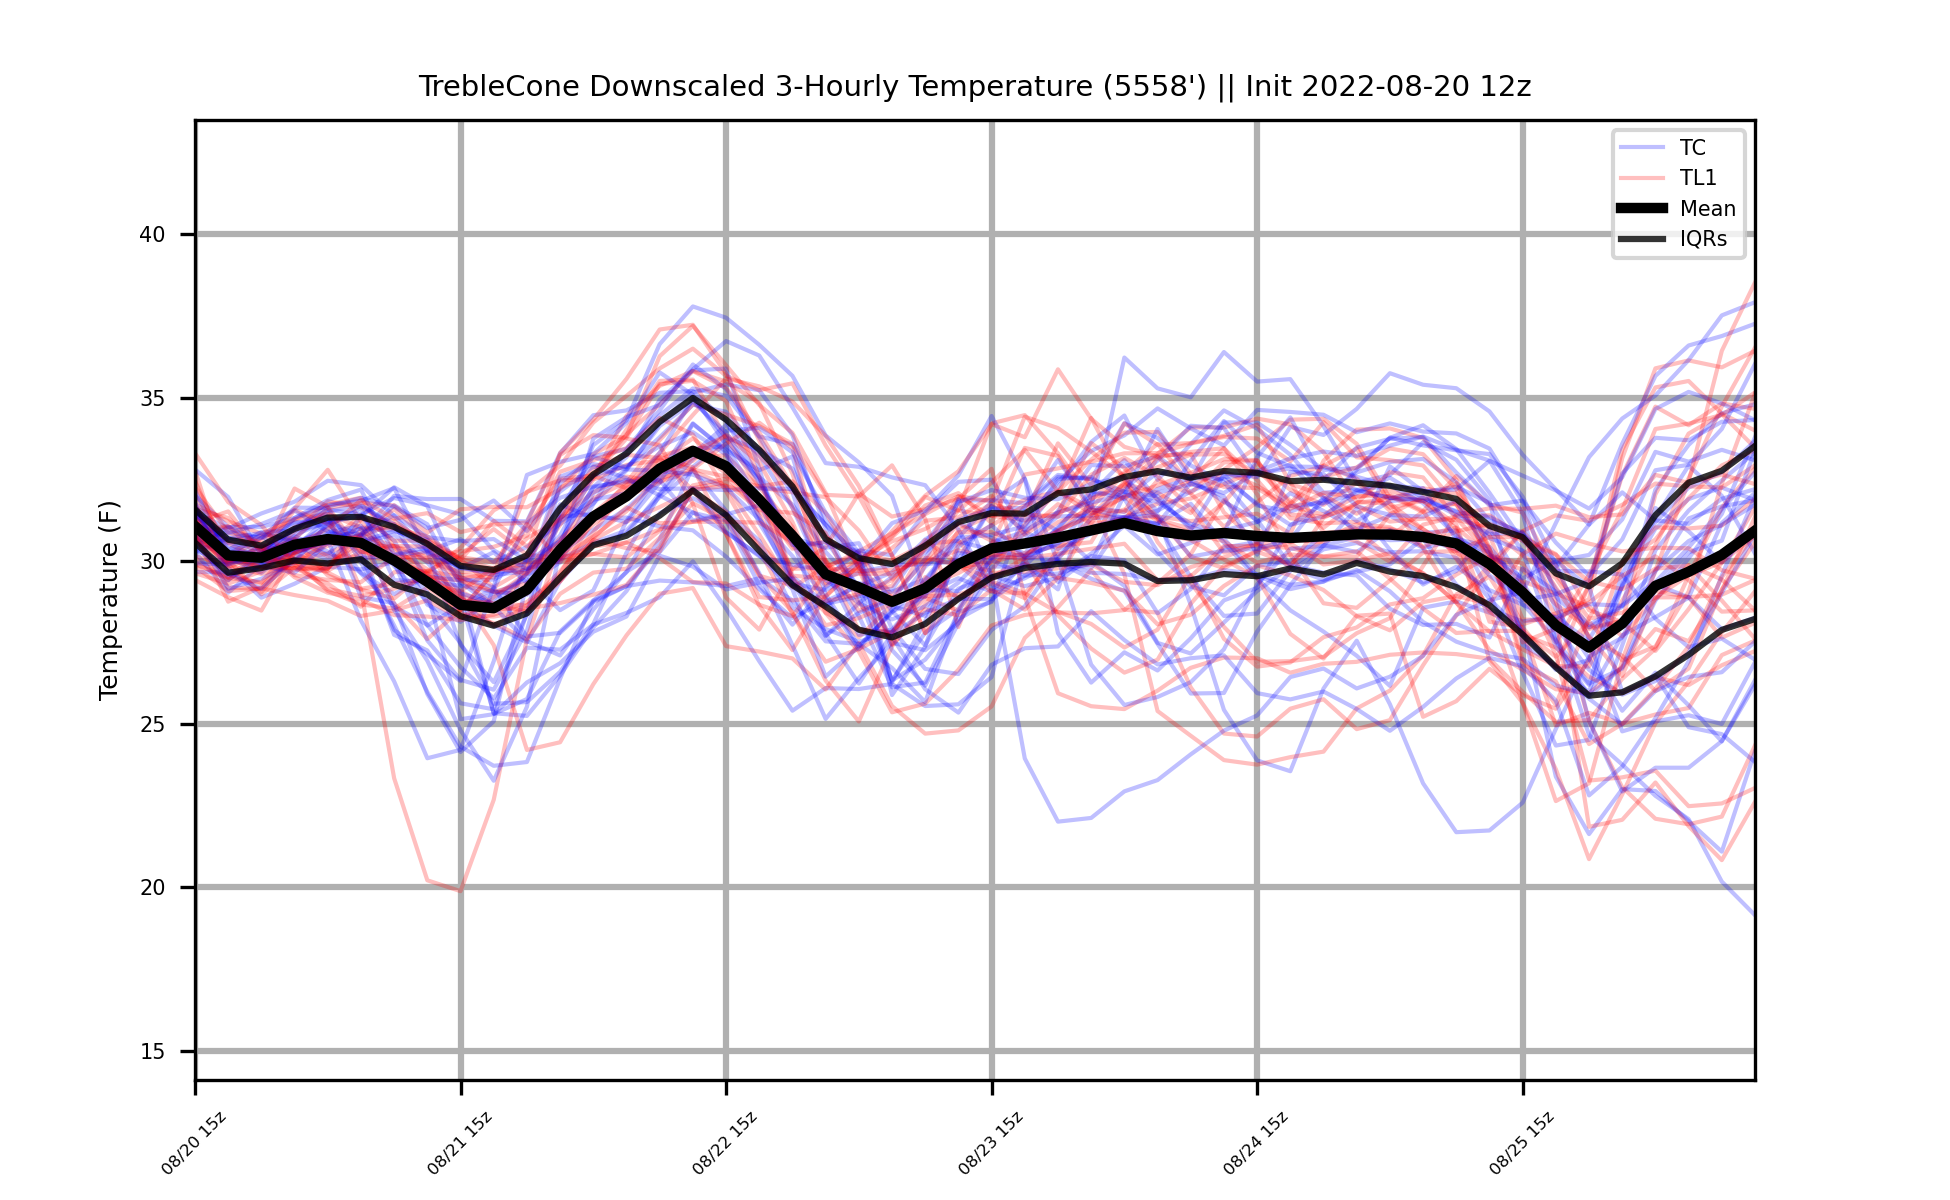 TrebleCone Downscaled 3-Hourly Temperature (5558') || Init 2022-08-20 12z
TC
TL1
Mean
IQRs
Temperature (F)
40
35
30
25
20
15
08/20 15z
08/21 15z
08/22 15z
08/23 15z
08/24 15z
08/25 15z